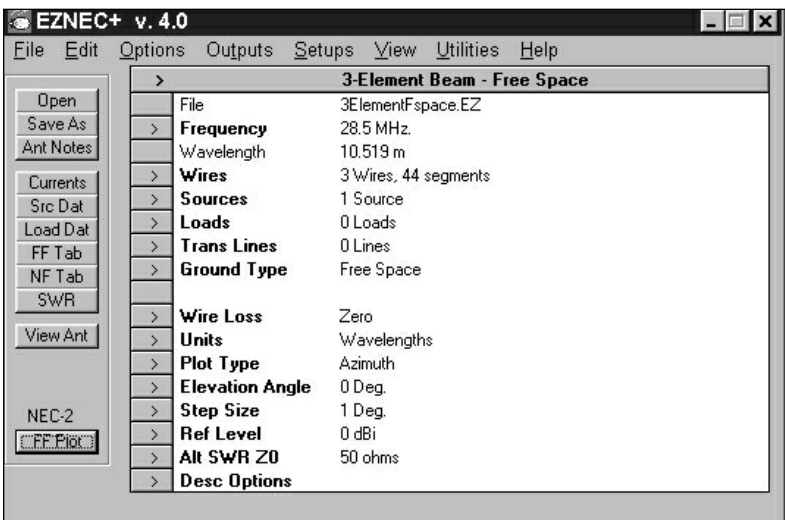 EZNEC+ v. 4.0
File Edit Options Outputs Setups View Utilities Help
> 3-Element Beam - Free Space
Open
Save As
Ant Notes
Currents
Src Dat
Load Dat
FF Tab
NF Tab
SWR
View Ant
NEC-2
FF Plot
File 3ElementFspace.EZ
> Frequency 28.5 MHz.
Wavelength 10.519 m
> Wires 3 Wires, 44 segments
> Sources 1 Source
> Loads 0 Loads
> Trans Lines 0 Lines
> Ground Type Free Space
> Wire Loss Zero
> Units Wavelengths
> Plot Type Azimuth
> Elevation Angle 0 Deg.
> Step Size 1 Deg.
> Ref Level 0 dBi
> Alt SWR Z0 50 ohms
> Desc Options